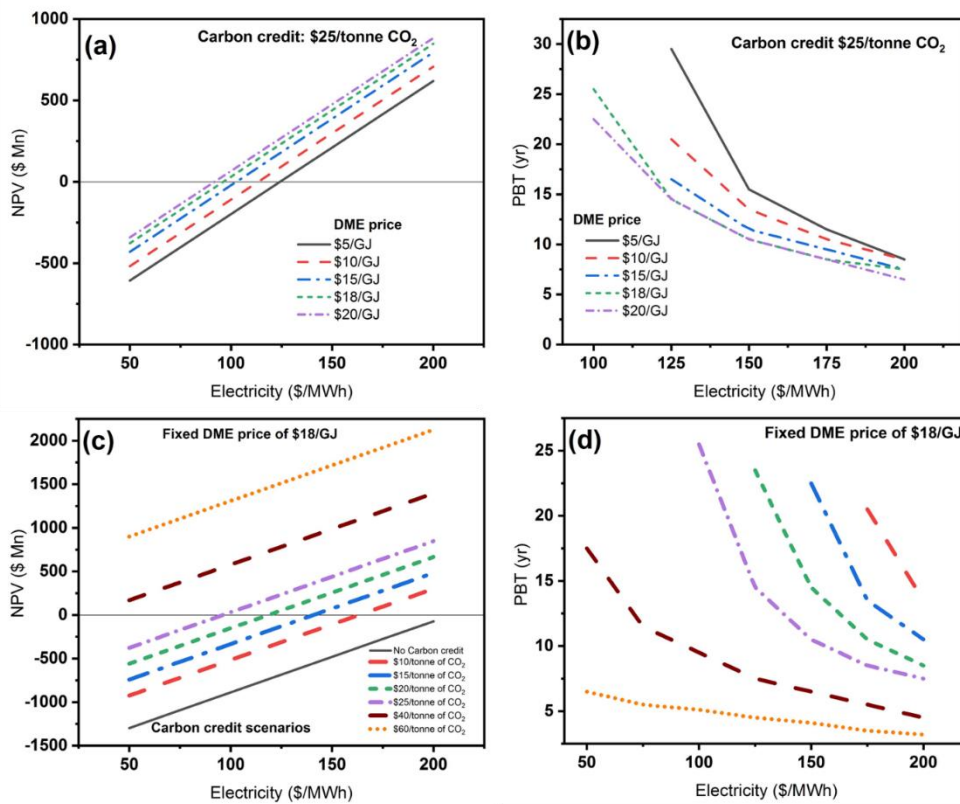 (a)
Carbon credit: $25/tonne CO₂
1000
500
0
-500
-1000
NPV ($ Mn)
DME price
$5/GJ
$10/GJ
$15/GJ
$18/GJ
$20/GJ
50
100
150
200
Electricity ($/MWh)
(b)
Carbon credit $25/tonne CO₂
30
25
20
15
10
5
0
PBT (yr)
DME price
$5/GJ
$10/GJ
$15/GJ
$18/GJ
$20/GJ
100
125
150
175
200
Electricity ($/MWh)
(c)
Fixed DME price of $18/GJ
2000
1500
1000
500
0
-500
-1000
-1500
NPV ($ Mn)
No Carbon credit
$10/tonne of CO₂
$15/tonne of CO₂
$20/tonne of CO₂
$25/tonne of CO₂
$40/tonne of CO₂
$60/tonne of CO₂
Carbon credit scenarios
50
100
150
200
Electricity ($/MWh)
(d)
Fixed DME price of $18/GJ
25
20
15
10
5
PBT (yr)
50
75
100
125
150
175
200
Electricity ($/MWh)